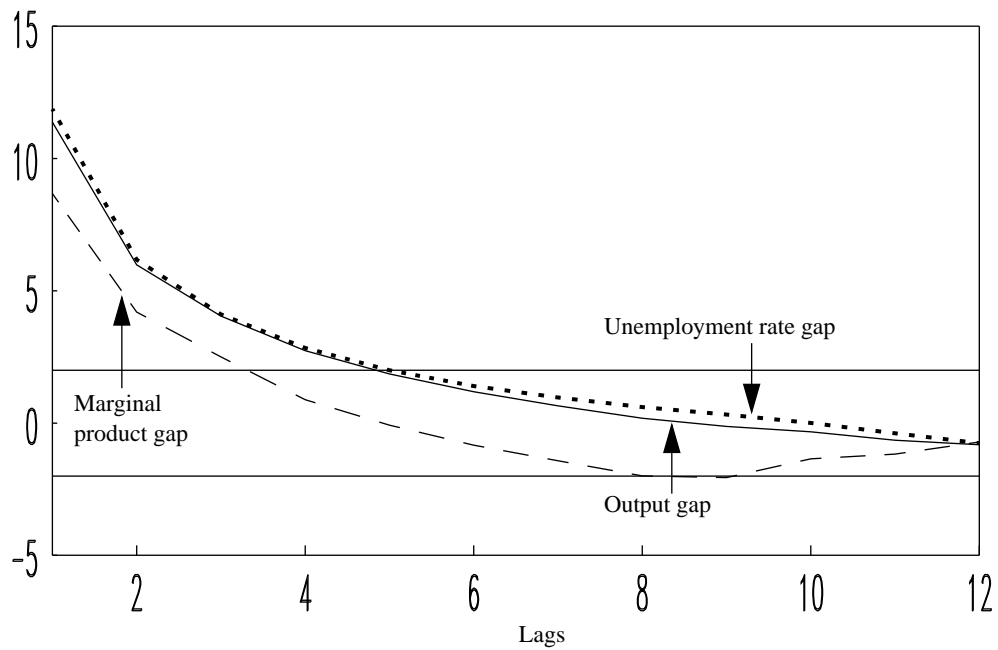 15
10
5
0
−5
Unemployment rate gap
Marginal
product gap
Output gap
2
4
6
8
10
12
Lags